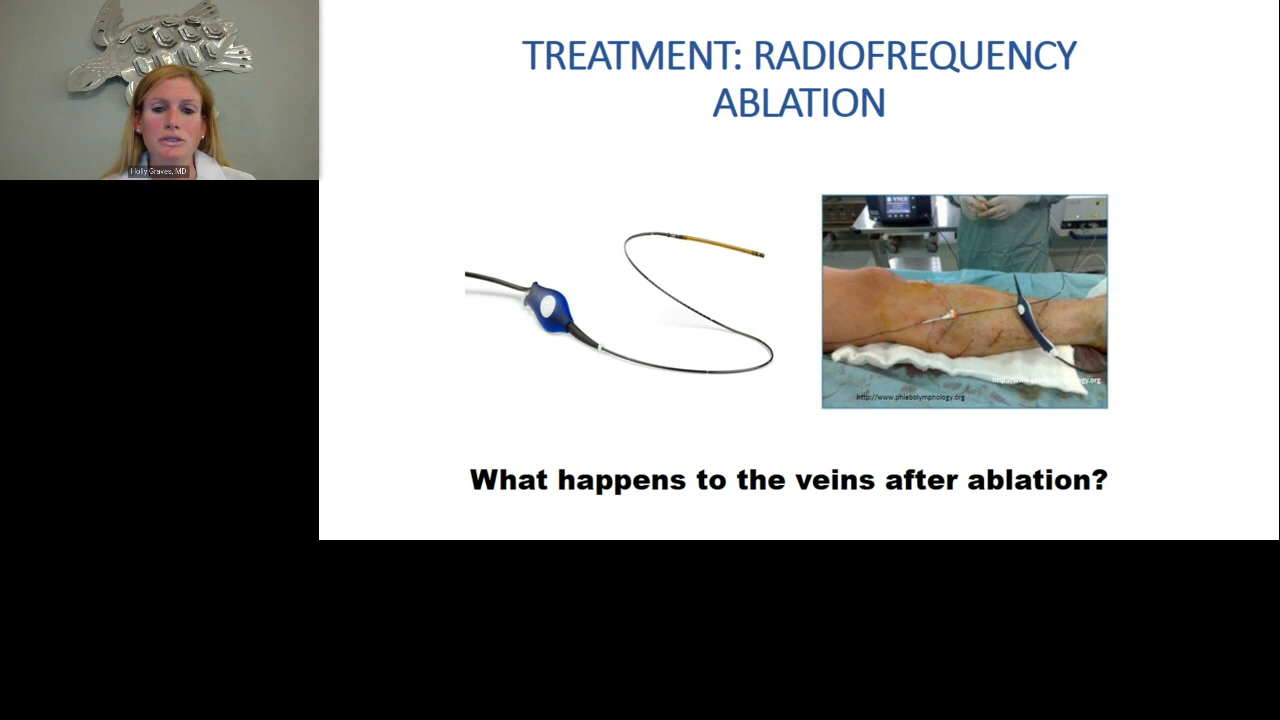 Holly Graves, MD
TREATMENT: RADIOFREQUENCY
ABLATION
http://www.phlebolymphology.org
What happens to the veins after ablation?